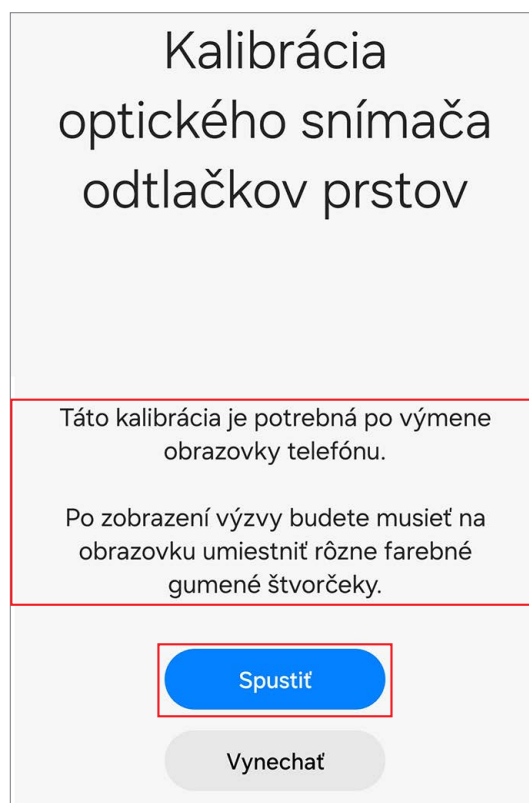 Kalibrácia
optického snímača
odtlačkov prstov
Táto kalibrácia je potrebná po výmene
obrazovky telefónu.
Po zobrazení výzvy budete musieť na
obrazovku umiestniť rôzne farebné
gumené štvorčeky.
Spustiť
Vynechať